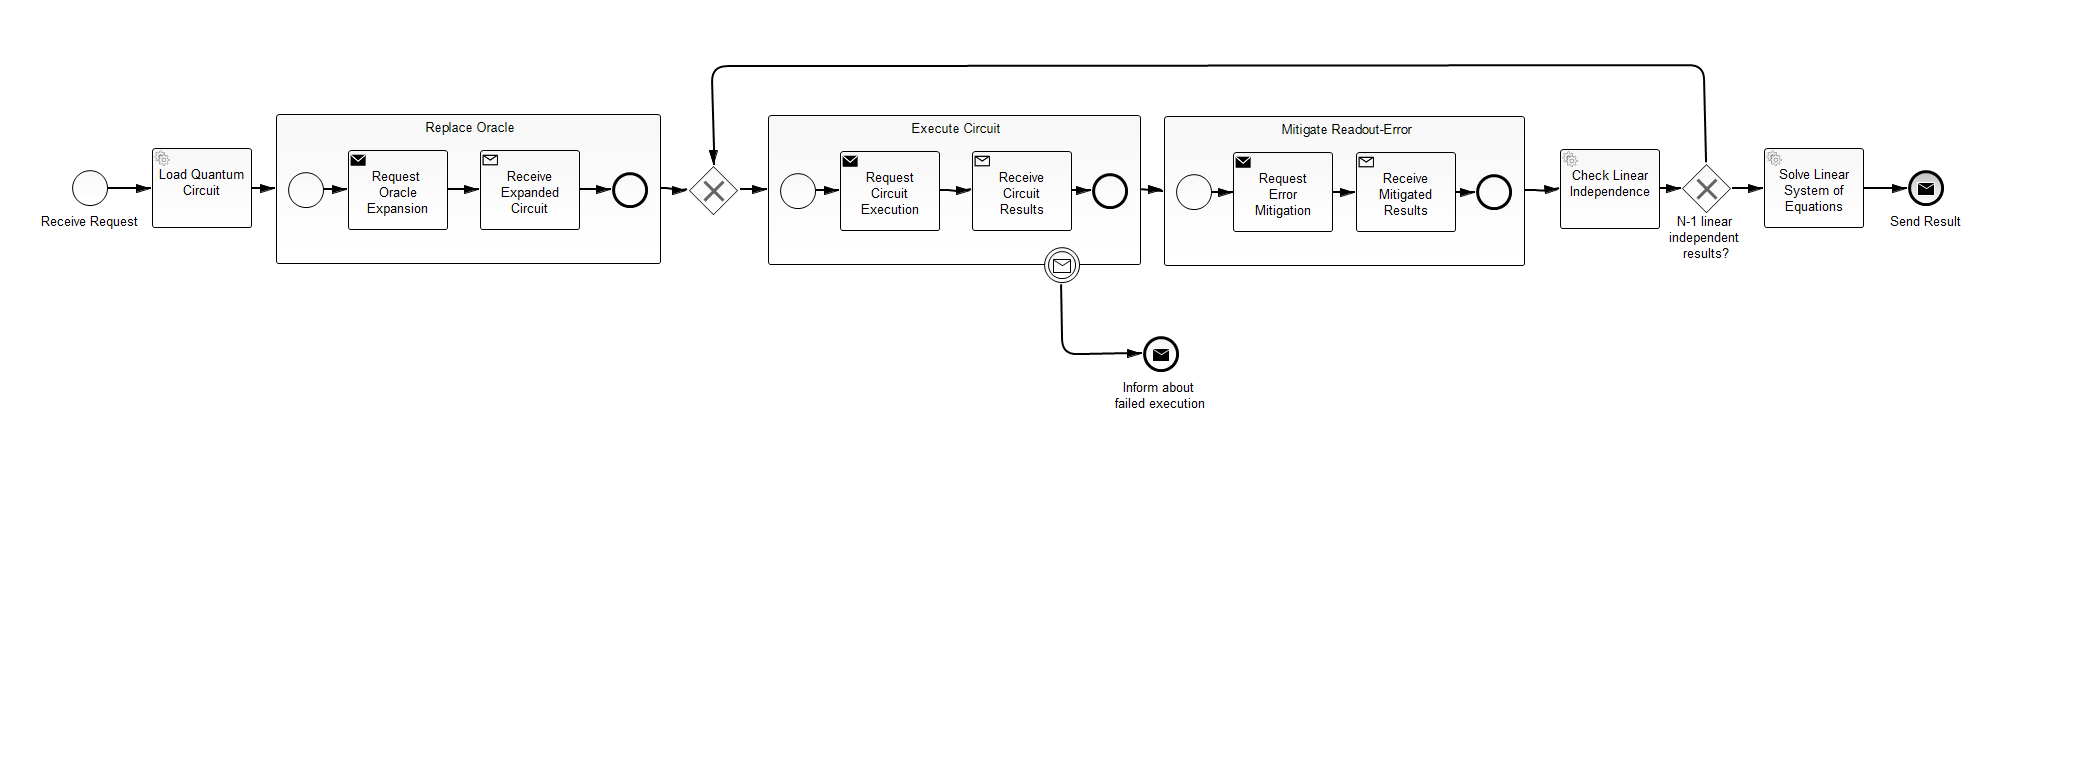 Receive Request
Load Quantum
Circuit
Replace Oracle
Request
Oracle
Expansion
Receive
Expanded
Circuit
Execute Circuit
Request
Circuit
Execution
Receive
Circuit
Results
Inform about
failed execution
Mitigate Readout-Error
Request
Error
Mitigation
Receive
Mitigated
Results
Check Linear
Independence
N-1 linear
independent
results?
Solve Linear
System of
Equations
Send Result